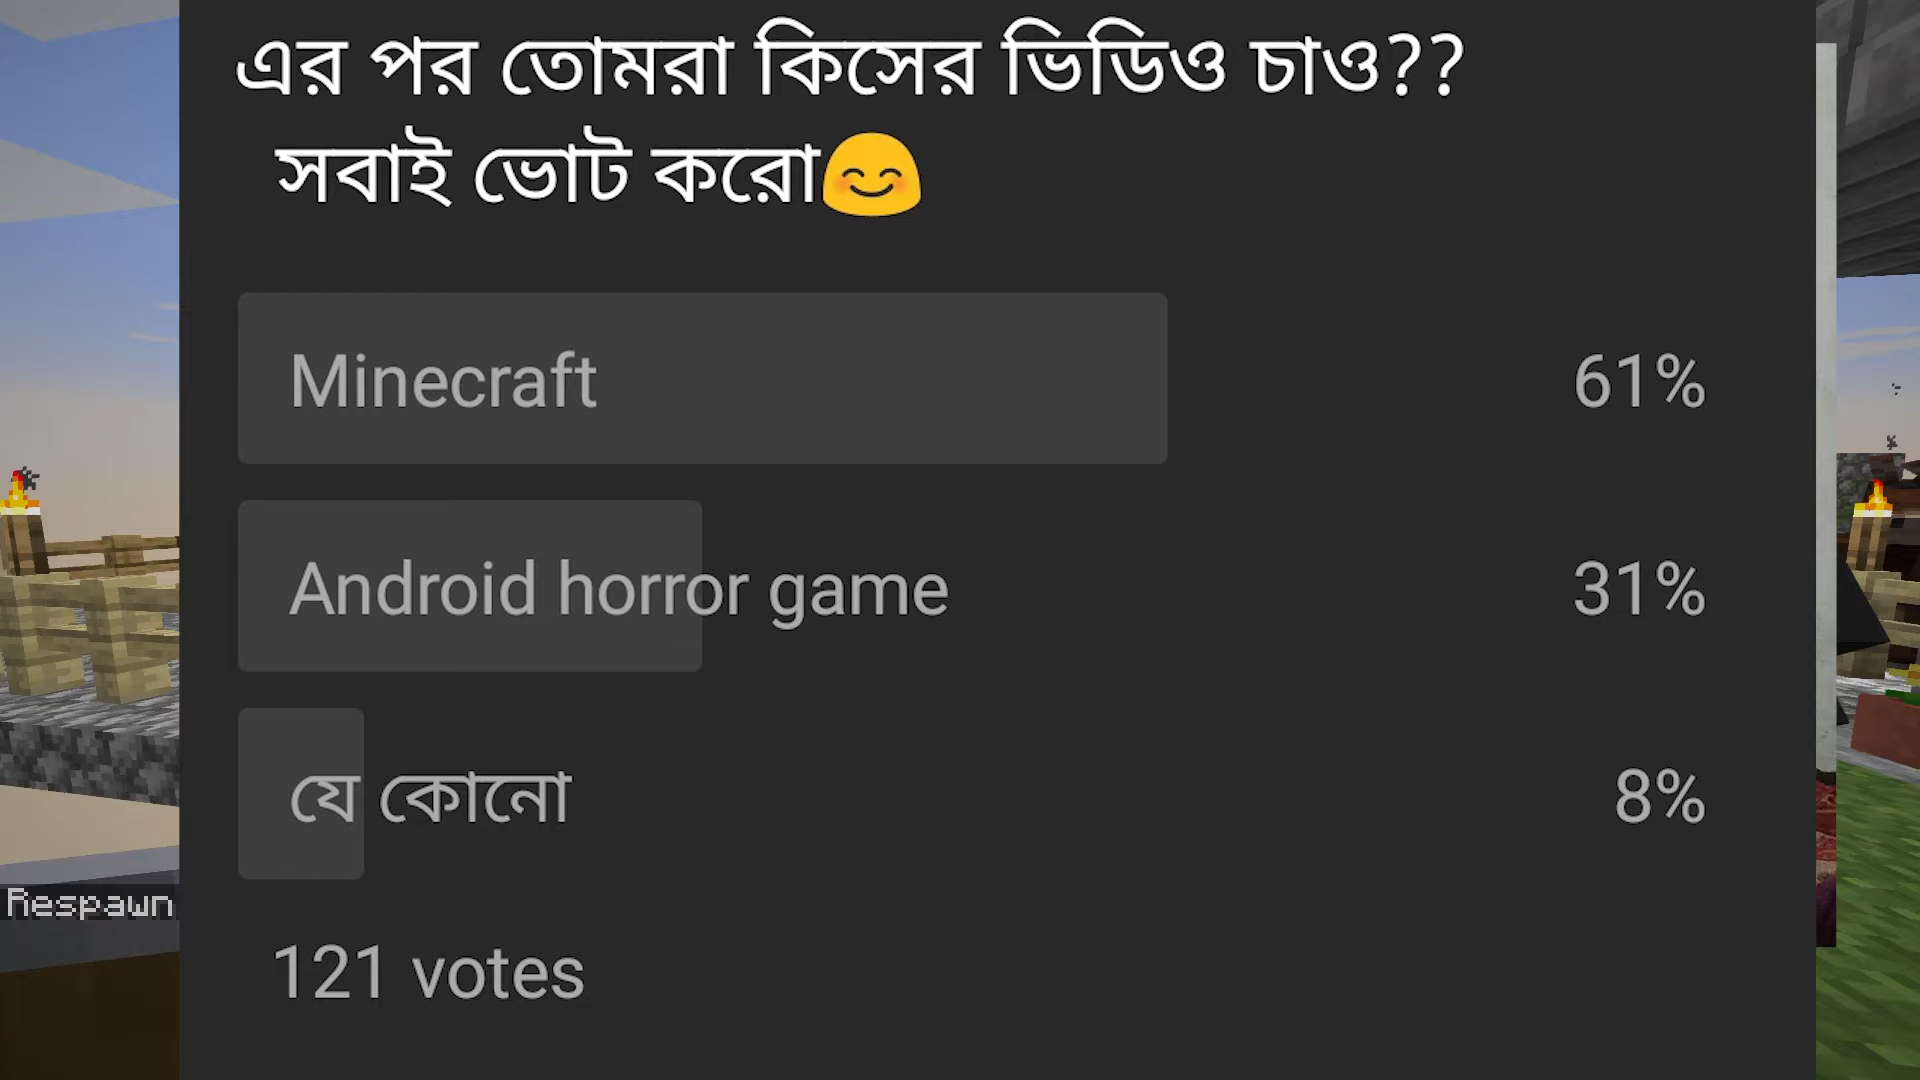 এর পর তোমরা কিসের ভিডিও চাও??
সবাই ভোট করো😊
Minecraft 61%
Android horror game 31%
যে কোনো 8%
Respawn
121 votes